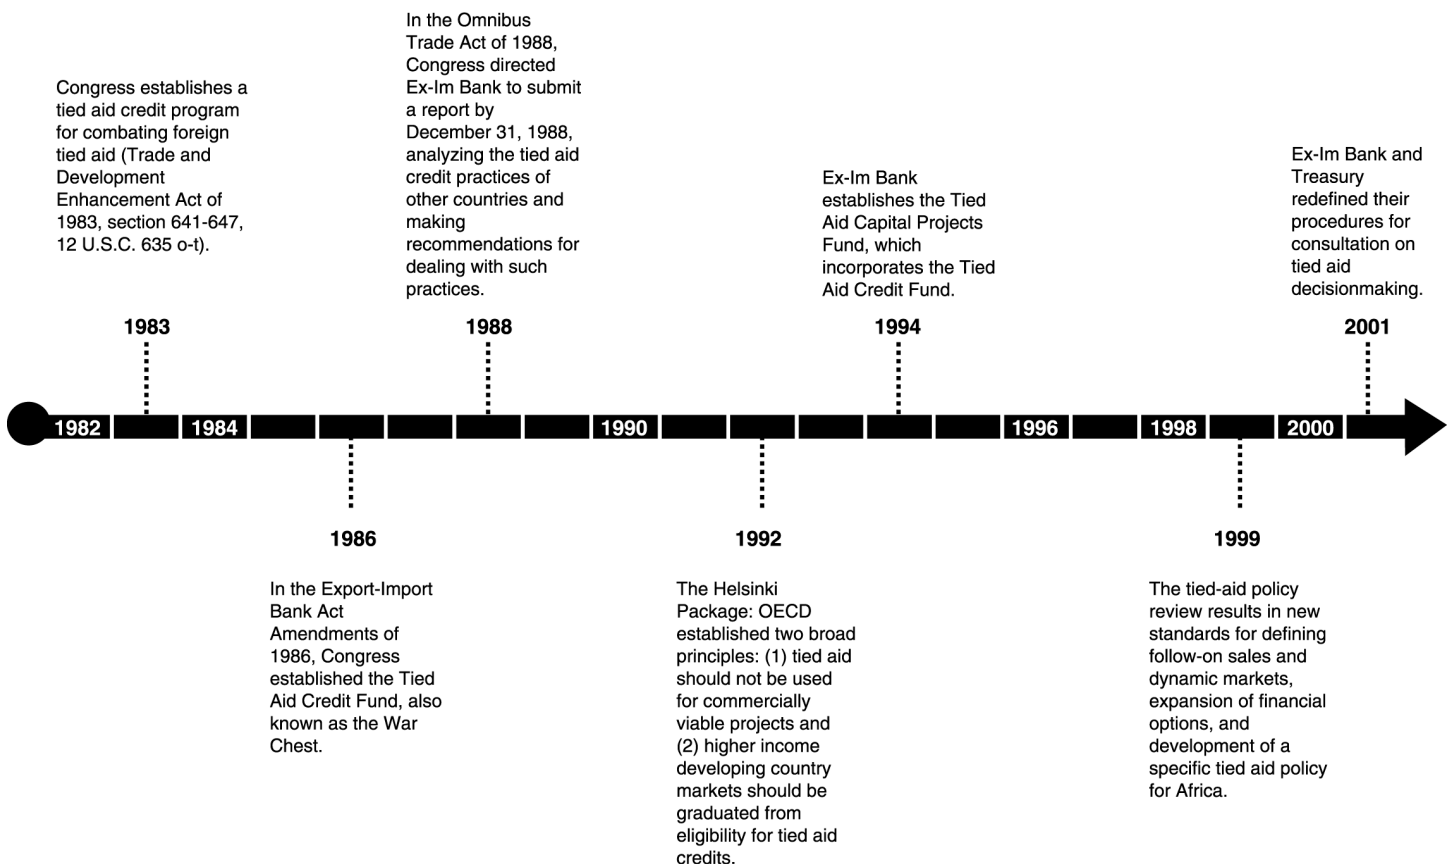 In the Omnibus
Trade Act of 1988,
Congress directed
Ex-Im Bank to submit
a report by
December 31, 1988,
analyzing the tied aid
credit practices of
other countries and
making
recommendations for
dealing with such
practices.
Congress establishes a
tied aid credit program
for combating foreign
tied aid (Trade and
Development
Enhancement Act of
1983, section 641-647,
12 U.S.C. 635 o-t).
Ex-Im Bank
establishes the Tied
Aid Capital Projects
Fund, which
incorporates the Tied
Aid Credit Fund.
Ex-Im Bank and
Treasury
redefined their
procedures for
consultation on
tied aid
decisionmaking.
1983
1988
1994
2001
1982
1984
1990
1996
1998
2000
1986
1992
1999
In the Export-Import
Bank Act
Amendments of
1986, Congress
established the Tied
Aid Credit Fund, also
known as the War
Chest.
The Helsinki
Package: OECD
established two broad
principles: (1) tied aid
should not be used
for commercially
viable projects and
(2) higher income
developing country
markets should be
graduated from
eligibility for tied aid
credits.
The tied-aid policy
review results in new
standards for defining
follow-on sales and
dynamic markets,
expansion of financial
options, and
development of a
specific tied aid policy
for Africa.